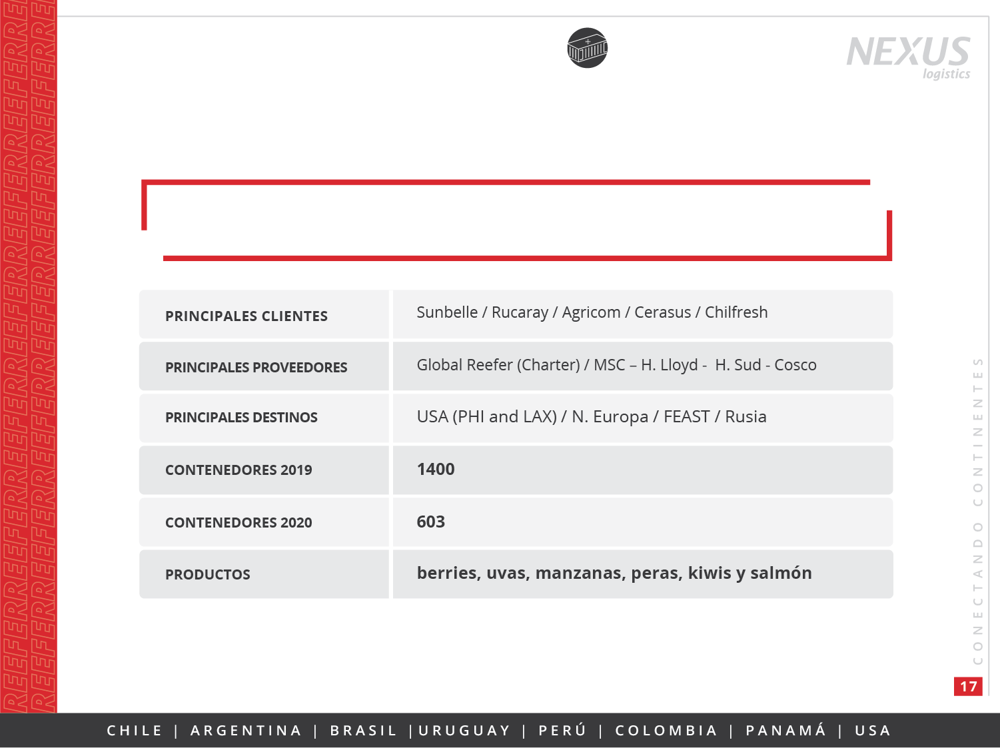 NEXUS
logistics
PRINCIPALES CLIENTES
Sunbelle / Rucaray / Agricom / Cerasus / Chilfresh
PRINCIPALES PROVEEDORES
Global Reefer (Charter) / MSC – H. Lloyd -  H. Sud - Cosco
PRINCIPALES DESTINOS
USA (PHI and LAX) / N. Europa / FEAST / Rusia
CONTENEDORES 2019
1400
CONTENEDORES 2020
603
PRODUCTOS
berries, uvas, manzanas, peras, kiwis y salmón
CONECTANDO CONTINENTES
17
CHILE | ARGENTINA | BRASIL |URUGUAY | PERÚ | COLOMBIA | PANAMÁ | USA
REEFERREEFERREEFERREEFERREEFERREEFERREEFERREEFERREEFERREEFERREEFERREEFERRE
REEFERREEFERREEFERREEFERREEFERREEFERREEFERREEFERREEFERREEFERREEFERREEFERRE